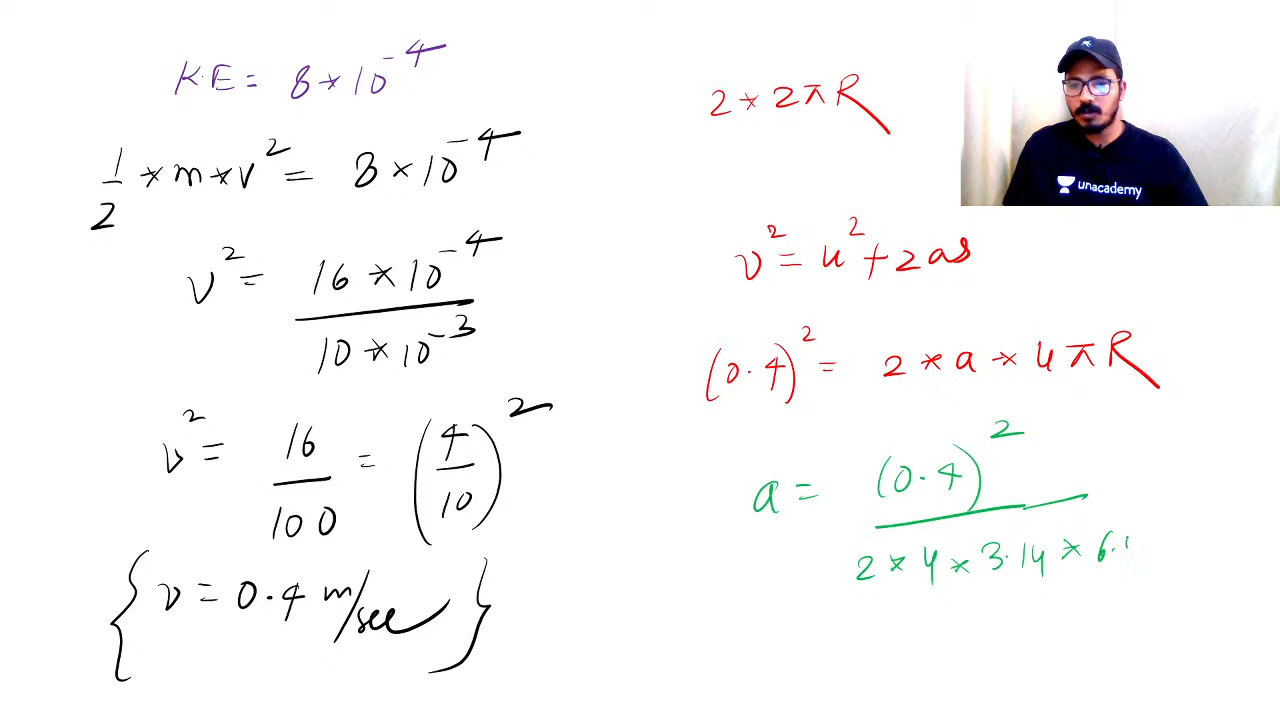 K.E = 8 * 10^-4
1/2 * m * v^2 = 8 * 10^-4
v^2 = 16 * 10^-4 / 10 * 10^-3
v^2 = 16/100 = (4/10)^2
{ v = 0.4 m/sec }
2 * 2πR
v^2 = u^2 + 2as
(0.4)^2 = 2 * a * 4πR
a = (0.4)^2 / 2 * 4 * 3.14 * 6.
unacademy